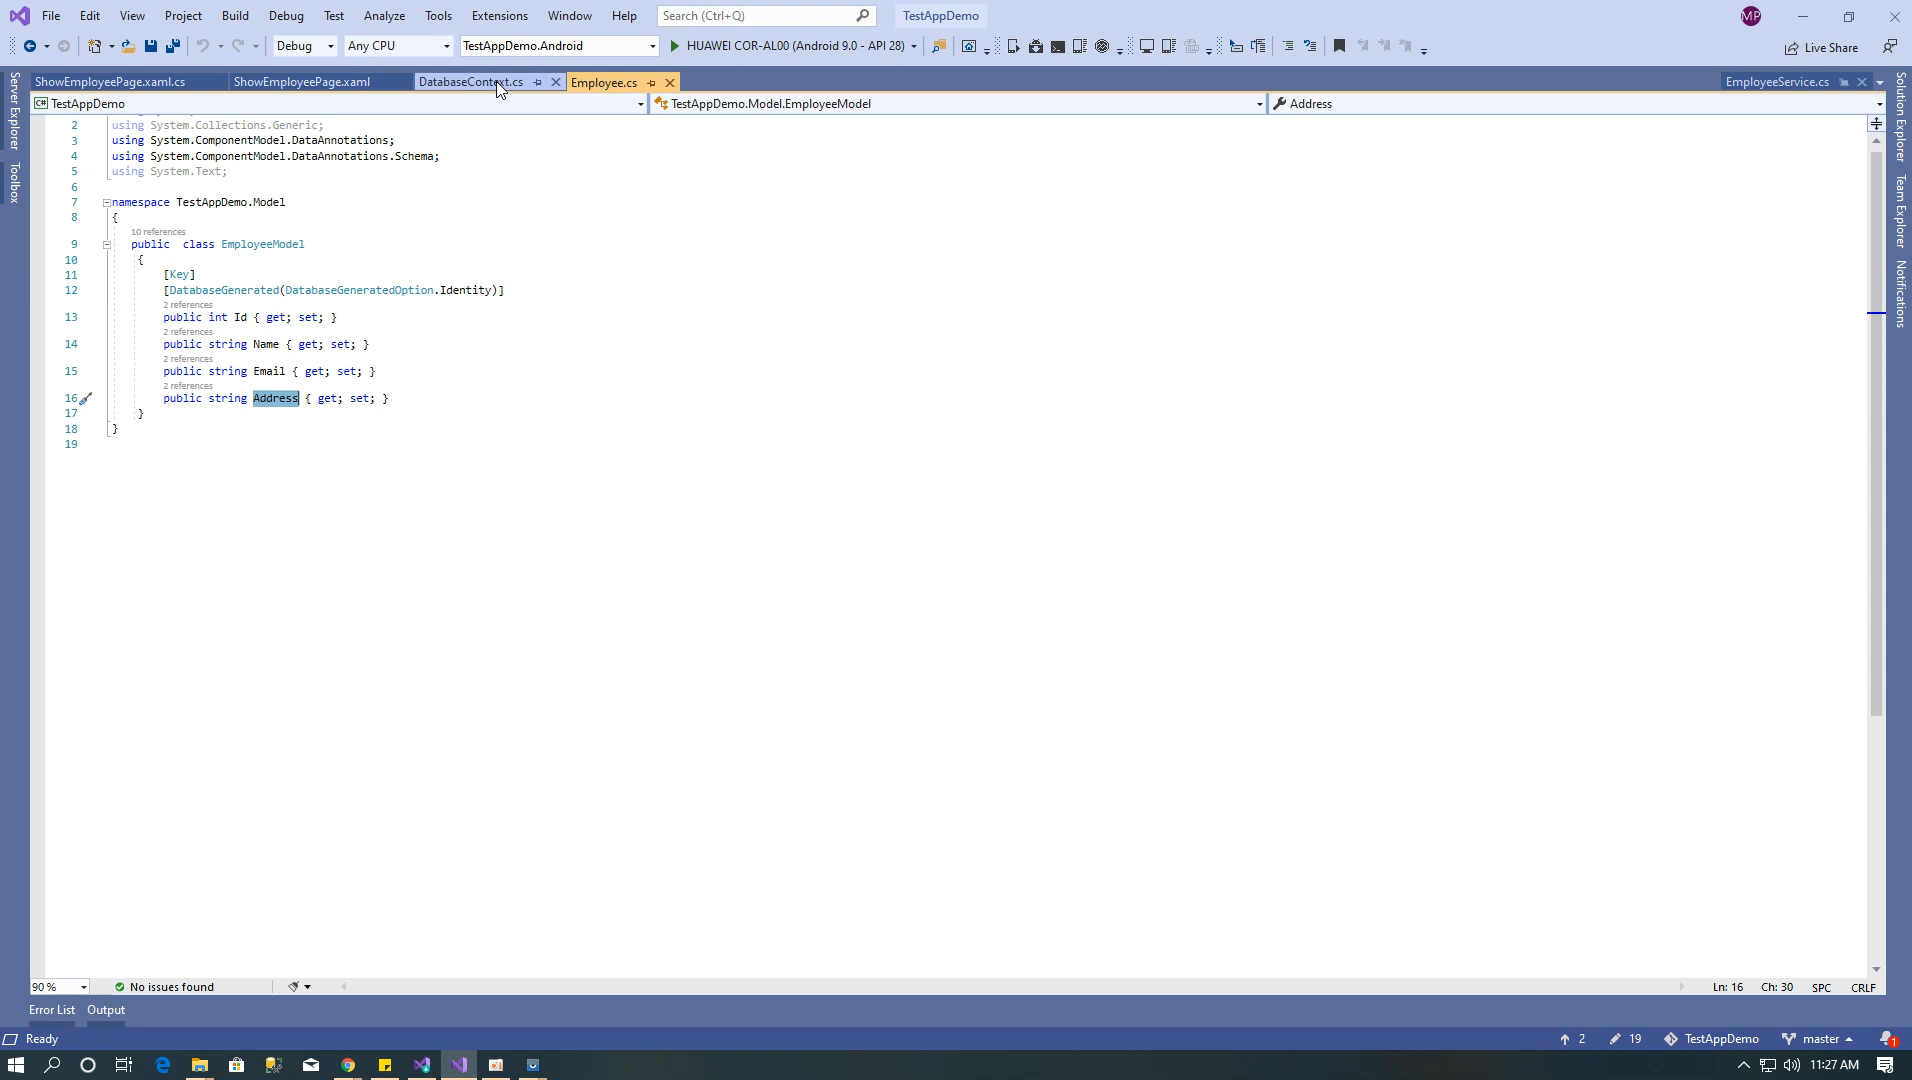 File Edit View Project Build Debug Test Analyze Tools Extensions Window Help Search (Ctrl+Q) TestAppDemo MP
Debug Any CPU TestAppDemo.Android HUAWEI COR-AL00 (Android 9.0 - API 28) Live Share
ShowEmployeePage.xaml.cs ShowEmployeePage.xaml DatabaseContext.cs Employee.cs EmployeeService.cs
C# TestAppDemo TestAppDemo.Model.EmployeeModel Address
Server Explorer
Toolbox
2 using System.Collections.Generic;
3 using System.ComponentModel.DataAnnotations;
4 using System.ComponentModel.DataAnnotations.Schema;
5 using System.Text;
6
7 namespace TestAppDemo.Model
8 {
10 references
9 public class EmployeeModel
10 {
11 [Key]
12 [DatabaseGenerated(DatabaseGeneratedOption.Identity)]
2 references
13 public int Id { get; set; }
2 references
14 public string Name { get; set; }
2 references
15 public string Email { get; set; }
2 references
16 public string Address { get; set; }
17 }
18 }
19
Solution Explorer
Team Explorer
Notifications
90 % No issues found Ln: 16 Ch: 30 SPC CRLF
Error List Output
Ready 2 19 TestAppDemo master 1
11:27 AM